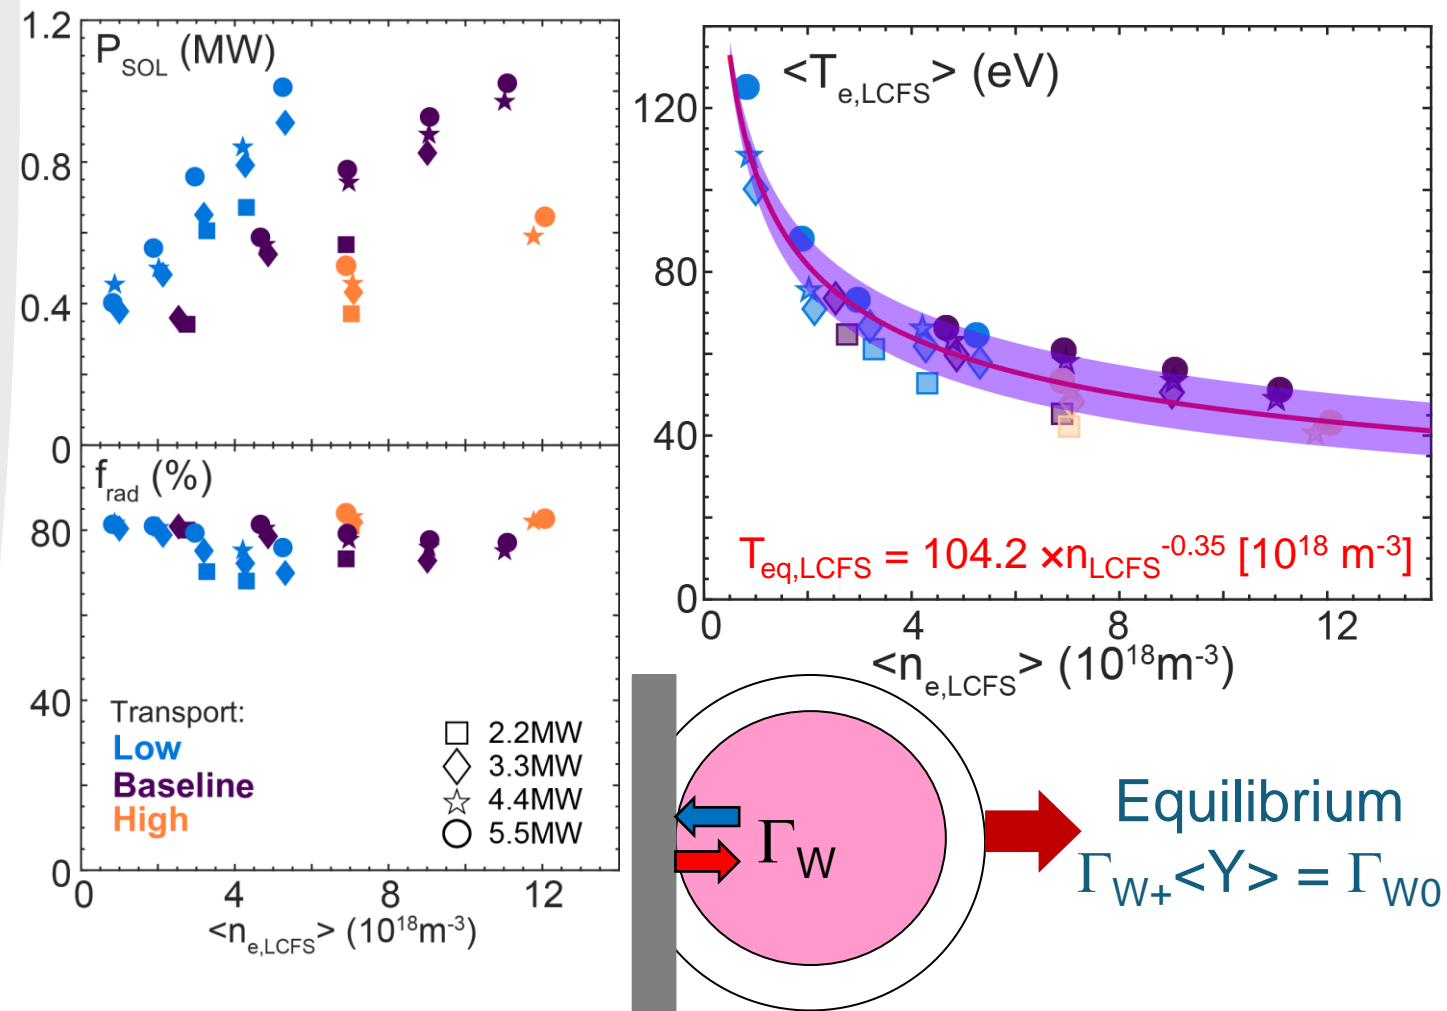 P_SOL (MW)
1.2
0.8
0.4
0
f_rad (%)
80
40
0
Transport:
Low
Baseline
High
2.2MW
3.3MW
4.4MW
5.5MW
0 4 8 12
<n_e,LCFS> (10^18 m^-3)
<T_e,LCFS> (eV)
120
80
40
0
T_eq,LCFS = 104.2 ×n_LCFS^-0.35 [10^18 m^-3]
0 4 8 12
<n_e,LCFS> (10^18 m^-3)
Γ_W
Equilibrium
Γ_W+<Y> = Γ_W0